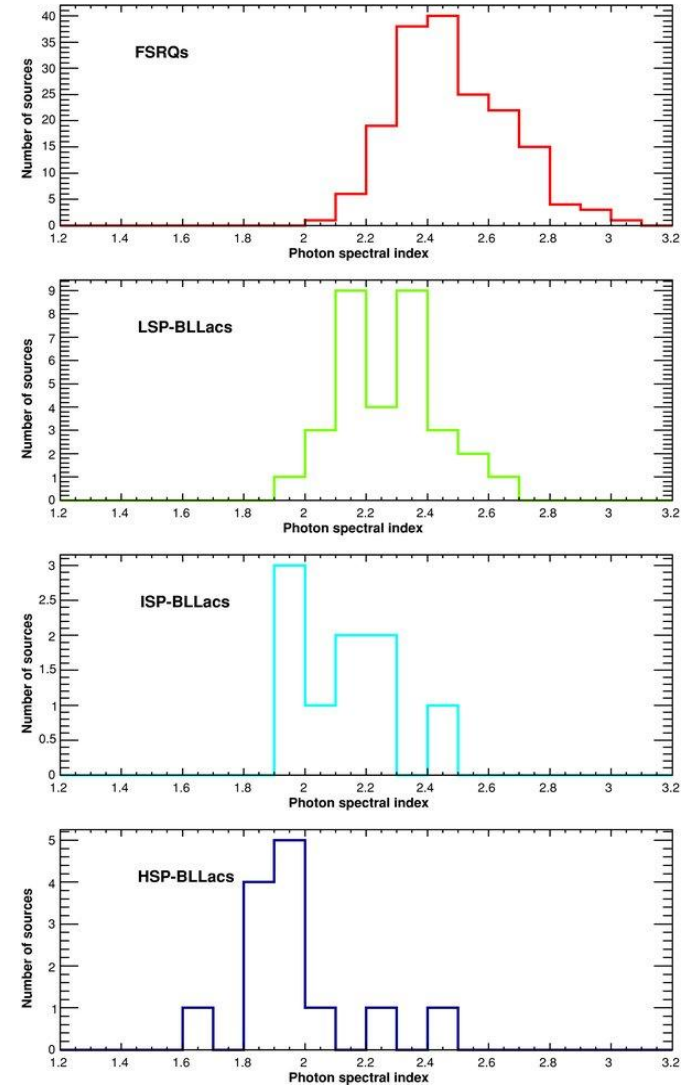 40
35
30
25
20
15
10
5
0
Number of sources
FSRQs
1.2 1.4 1.6 1.8 2 2.2 2.4 2.6 2.8 3 3.2
Photon spectral index
9
8
7
6
5
4
3
2
1
0
Number of sources
LSP-BLLacs
1.2 1.4 1.6 1.8 2 2.2 2.4 2.6 2.8 3 3.2
Photon spectral index
3
2.5
2
1.5
1
0.5
0
Number of sources
ISP-BLLacs
1.2 1.4 1.6 1.8 2 2.2 2.4 2.6 2.8 3 3.2
Photon spectral index
5
4
3
2
1
0
Number of sources
HSP-BLLacs
1.2 1.4 1.6 1.8 2 2.2 2.4 2.6 2.8 3 3.2
Photon spectral index